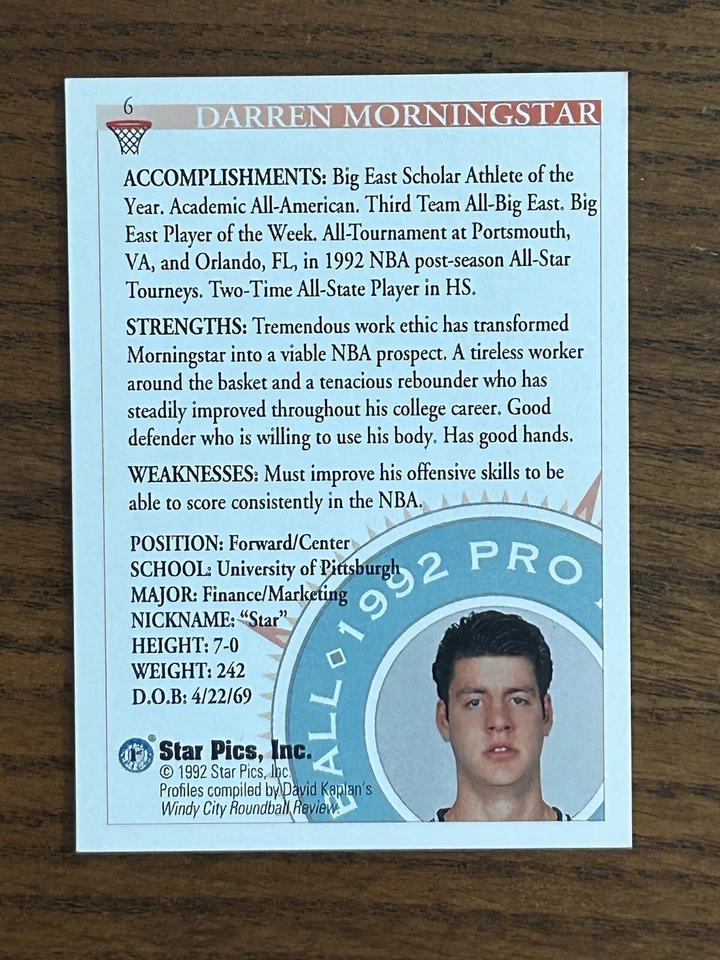 6
DARREN MORNINGSTAR
ACCOMPLISHMENTS: Big East Scholar Athlete of the
Year. Academic All-American. Third Team All-Big East. Big
East Player of the Week. All-Tournament at Portsmouth,
VA, and Orlando, FL, in 1992 NBA post-season All-Star
Tourneys. Two-Time All-State Player in HS.
STRENGTHS: Tremendous work ethic has transformed
Morningstar into a viable NBA prospect. A tireless worker
around the basket and a tenacious rebounder who has
steadily improved throughout his college career. Good
defender who is willing to use his body. Has good hands.
WEAKNESSES: Must improve his offensive skills to be
able to score consistently in the NBA.
POSITION: Forward/Center
SCHOOL: University of Pittsburgh
MAJOR: Finance/Marketing
NICKNAME: “Star”
HEIGHT: 7-0
WEIGHT: 242
D.O.B: 4/22/69
EALL ◇ 1992 PRO
® Star Pics, Inc.
© 1992 Star Pics, Inc.
Profiles compiled by David Kaplan's
Windy City Roundball Review.